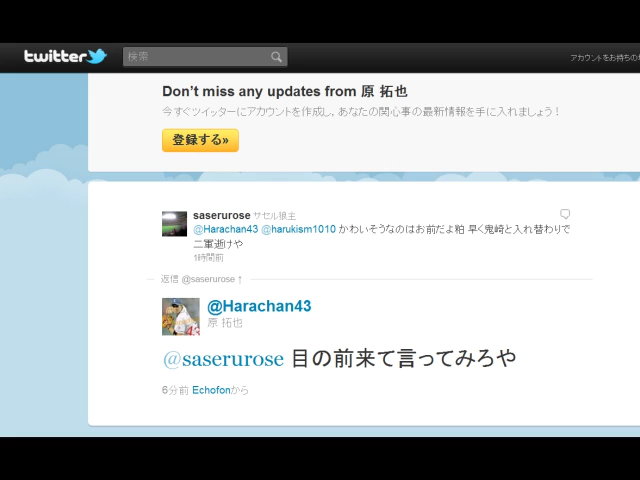 twitter
検索
アカウントをお持ちの
Don't miss any updates from 原 拓也
今すぐツイッターにアカウントを作成し、あなたの関心事の最新情報を手に入れましょう！
登録する»
saserurose サセル狼主
@Harachan43 @harukism1010 かわいそうなのはお前だよ粕 早く鬼崎と入れ替わりで
二軍逝けや
1時間前
返信 @saserurose ↑
@Harachan43
原 拓也
@saserurose 目の前来て言ってみろや
6分前 Echofonから